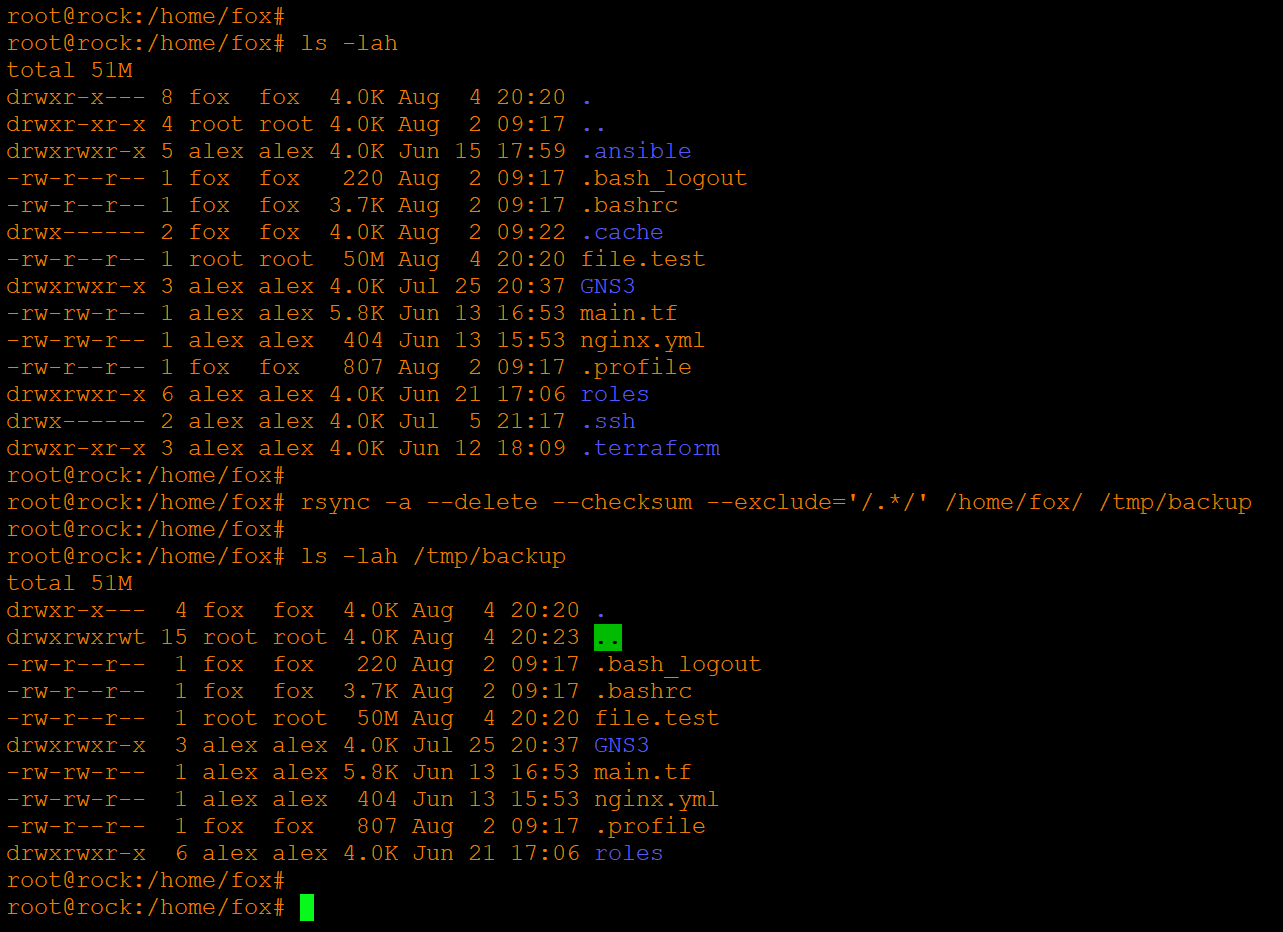 root@rock:/home/fox#
root@rock:/home/fox# ls -lah
total 51M
drwxr-x--- 8 fox  fox  4.0K Aug  4 20:20 .
drwxr-xr-x 4 root root 4.0K Aug  2 09:17 ..
drwxrwxr-x 5 alex alex 4.0K Jun 15 17:59 .ansible
-rw-r--r-- 1 fox  fox   220 Aug  2 09:17 .bash_logout
-rw-r--r-- 1 fox  fox  3.7K Aug  2 09:17 .bashrc
drwx------ 2 fox  fox  4.0K Aug  2 09:22 .cache
-rw-r--r-- 1 root root  50M Aug  4 20:20 file.test
drwxrwxr-x 3 alex alex 4.0K Jul 25 20:37 GNS3
-rw-rw-r-- 1 alex alex 5.8K Jun 13 16:53 main.tf
-rw-rw-r-- 1 alex alex  404 Jun 13 15:53 nginx.yml
-rw-r--r-- 1 fox  fox   807 Aug  2 09:17 .profile
drwxrwxr-x 6 alex alex 4.0K Jun 21 17:06 roles
drwx------ 2 alex alex 4.0K Jul  5 21:17 .ssh
drwxr-xr-x 3 alex alex 4.0K Jun 12 18:09 .terraform
root@rock:/home/fox#
root@rock:/home/fox# rsync -a --delete --checksum --exclude='/.*/' /home/fox/ /tmp/backup
root@rock:/home/fox#
root@rock:/home/fox# ls -lah /tmp/backup
total 51M
drwxr-x---  4 fox  fox  4.0K Aug  4 20:20 .
drwxrwxrwt 15 root root 4.0K Aug  4 20:23 ..
-rw-r--r--  1 fox  fox   220 Aug  2 09:17 .bash_logout
-rw-r--r--  1 fox  fox  3.7K Aug  2 09:17 .bashrc
-rw-r--r--  1 root root  50M Aug  4 20:20 file.test
drwxrwxr-x  3 alex alex 4.0K Jul 25 20:37 GNS3
-rw-rw-r--  1 alex alex 5.8K Jun 13 16:53 main.tf
-rw-rw-r--  1 alex alex  404 Jun 13 15:53 nginx.yml
-rw-r--r--  1 fox  fox   807 Aug  2 09:17 .profile
drwxrwxr-x  6 alex alex 4.0K Jun 21 17:06 roles
root@rock:/home/fox#
root@rock:/home/fox#